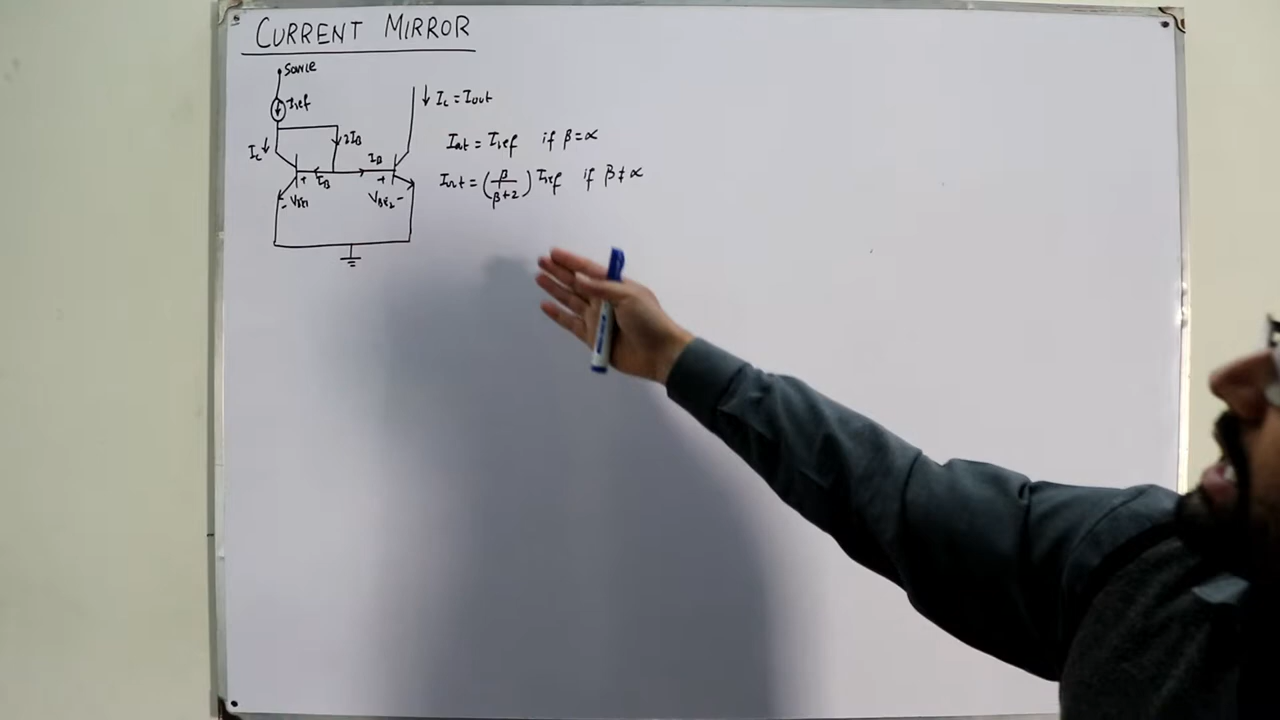 CURRENT MIRROR
Source
Iref
IC
2IB
IB
IB
+ VBE1 -
+ VBE2 -
IC = Iout
Iout = Iref if β = α
Iout = (β/β+2) Iref if β ≠ α